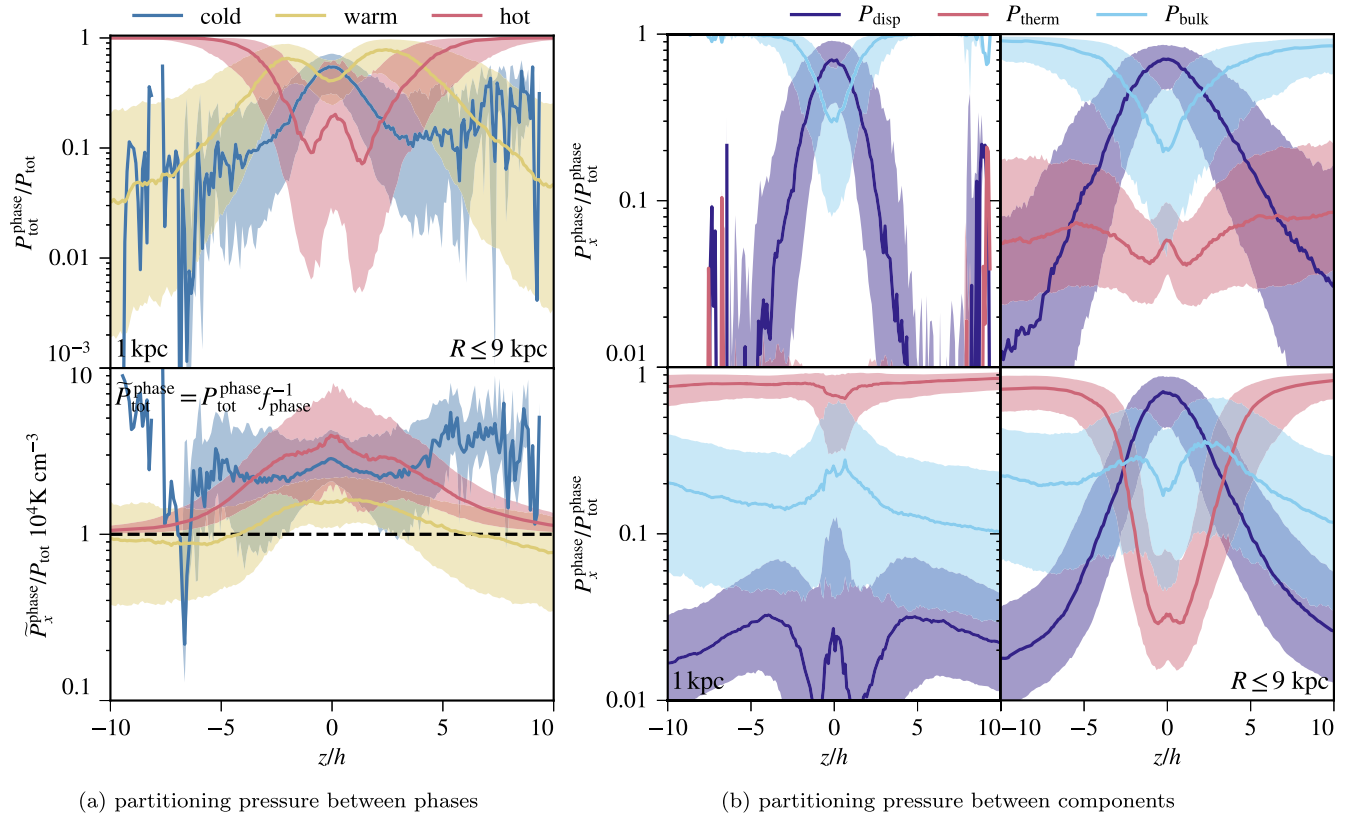 cold warm hot
P_tot^phase/P_tot
1
0.1
0.01
10^−3
1 kpc
R ≤ 9 kpc
P̃_tot^phase = P_tot^phase f_phase^−1
P̃_x^phase/P_tot 10^4 K cm^−3
10
1
0.1
−10 −5 0 5 10
z/h
(a) partitioning pressure between phases
P_disp P_therm P_bulk
P_x^phase/P_tot^phase
1
0.1
0.01
P_x^phase/P_tot^phase
1
0.1
0.01
1 kpc
R ≤ 9 kpc
−10 −5 0 5 10
−5 0 5 10
z/h
z/h
(b) partitioning pressure between components